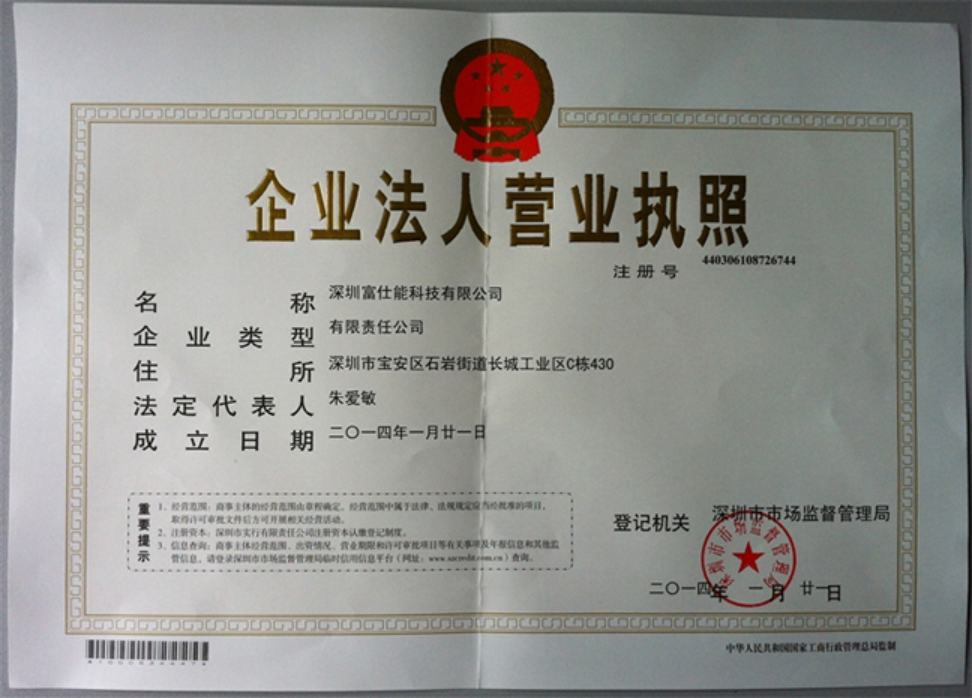 企业法人营业执照
注册号 440306108726744
名称 深圳富仕能科技有限公司
企业类型 有限责任公司
住所 深圳市宝安区石岩街道长城工业区C栋430
法定代表人 朱爱敏
成立日期 二〇一四年一月廿一日
重要提示
1、经营范围：商事主体的经营范围由章程确定。经营范围中属于法律、法规规定应当经批准的项目，
取得许可审批文件后方可开展相关经营活动。
2、注册资本：深圳市实行有限责任公司注册资本认缴登记制度。
3、信息查询：商事主体经营范围、出资情况、营业期限和许可审批项目等有关事项及年报信息和其他监
管信息，请登录深圳市市场监督管理局临时信用信息平台（网址：www.szcredit.com.cn）查询。
登记机关 深圳市市场监督管理局
深圳市市场监督管理局
二〇一四年 一月 廿一日
中华人民共和国国家工商行政管理总局监制